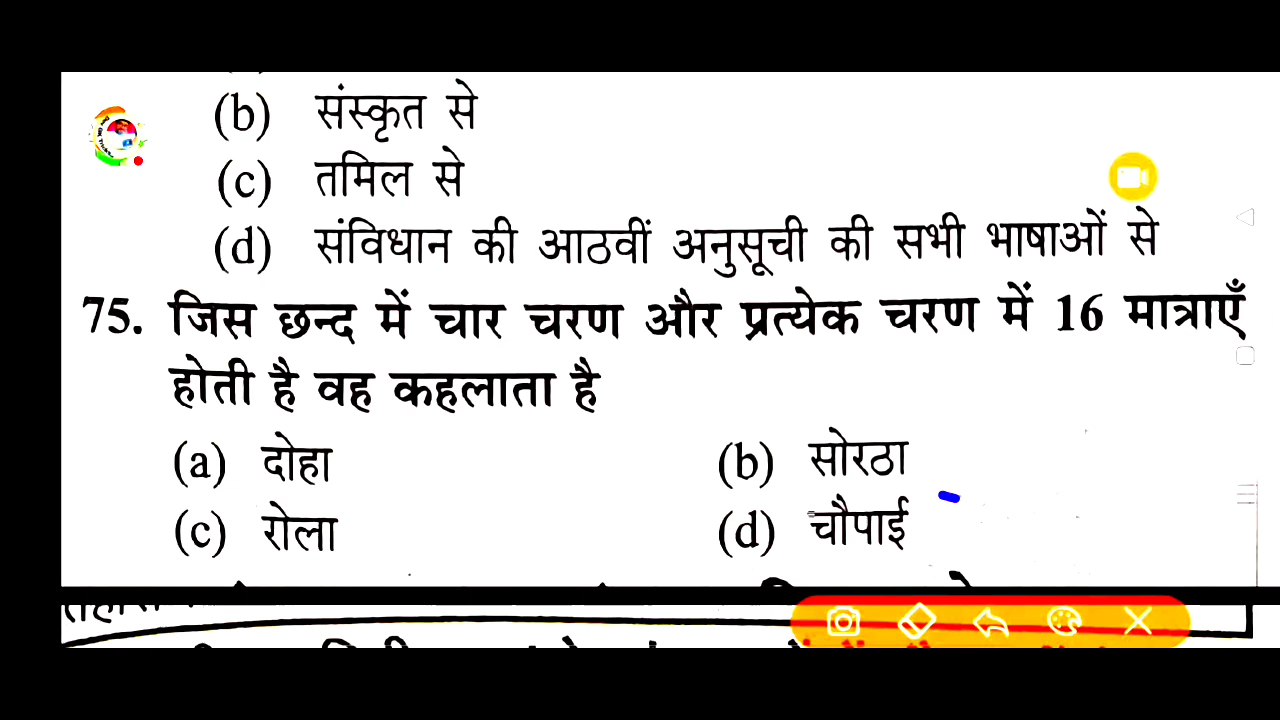 (b) संस्कृत से
(c) तमिल से
(d) संविधान की आठवीं अनुसूची की सभी भाषाओं से
75. जिस छन्द में चार चरण और प्रत्येक चरण में 16 मात्राएँ
होती है वह कहलाता है
(a) दोहा (b) सोरठा
(c) रोला (d) चौपाई